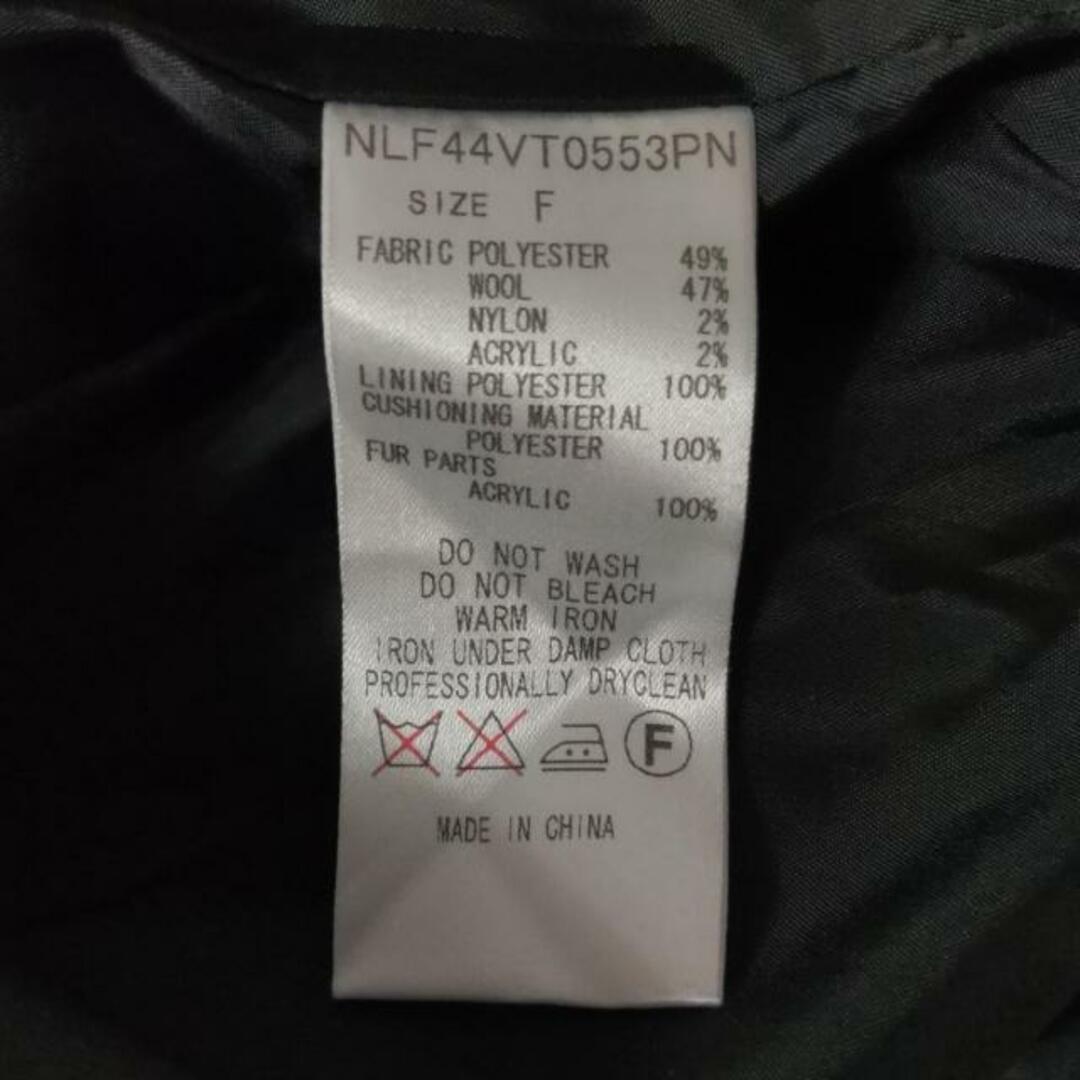 NLF44VT0553PN
SIZE F
FABRIC POLYESTER 49%
WOOL 47%
NYLON 2%
ACRYLIC 2%
LINING POLYESTER 100%
CUSHIONING MATERIAL
POLYESTER 100%
FUR PARTS
ACRYLIC 100%
DO NOT WASH
DO NOT BLEACH
WARM IRON
IRON UNDER DAMP CLOTH
PROFESSIONALLY DRYCLEAN
F
MADE IN CHINA